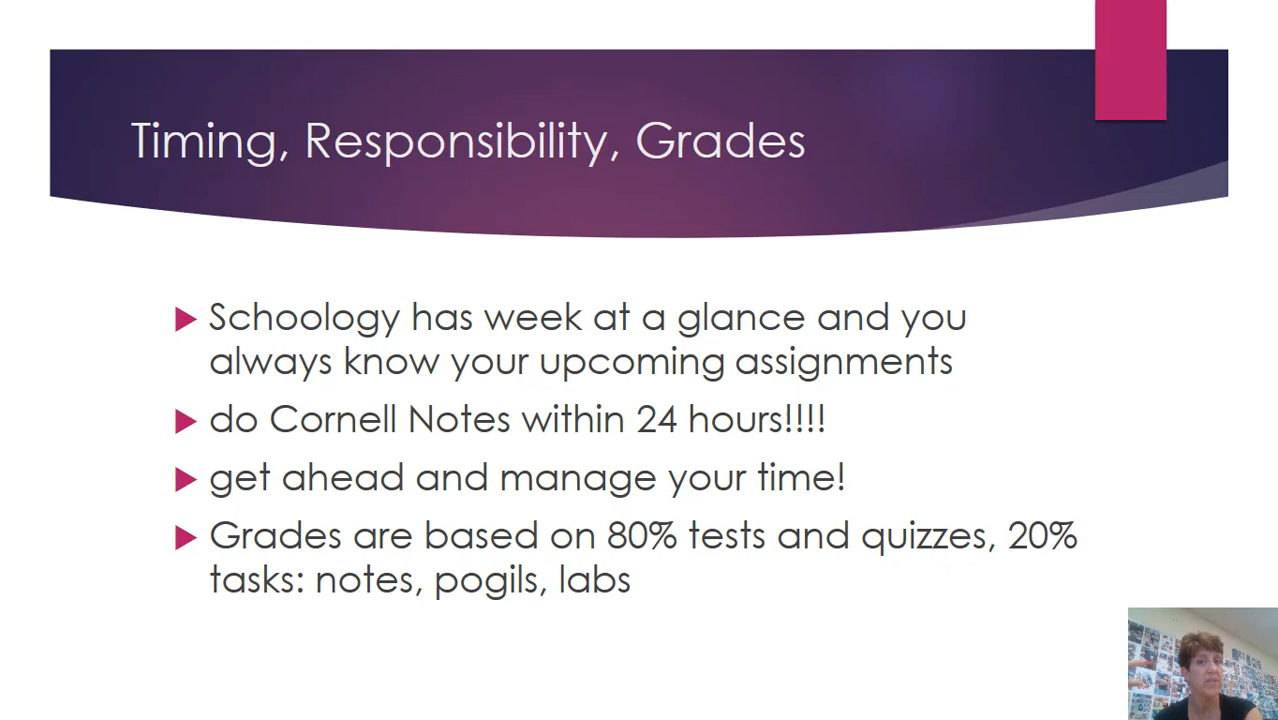 Timing, Responsibility, Grades
Schoology has week at a glance and you
always know your upcoming assignments
do Cornell Notes within 24 hours!!!!
get ahead and manage your time!
Grades are based on 80% tests and quizzes, 20%
tasks: notes, pogils, labs